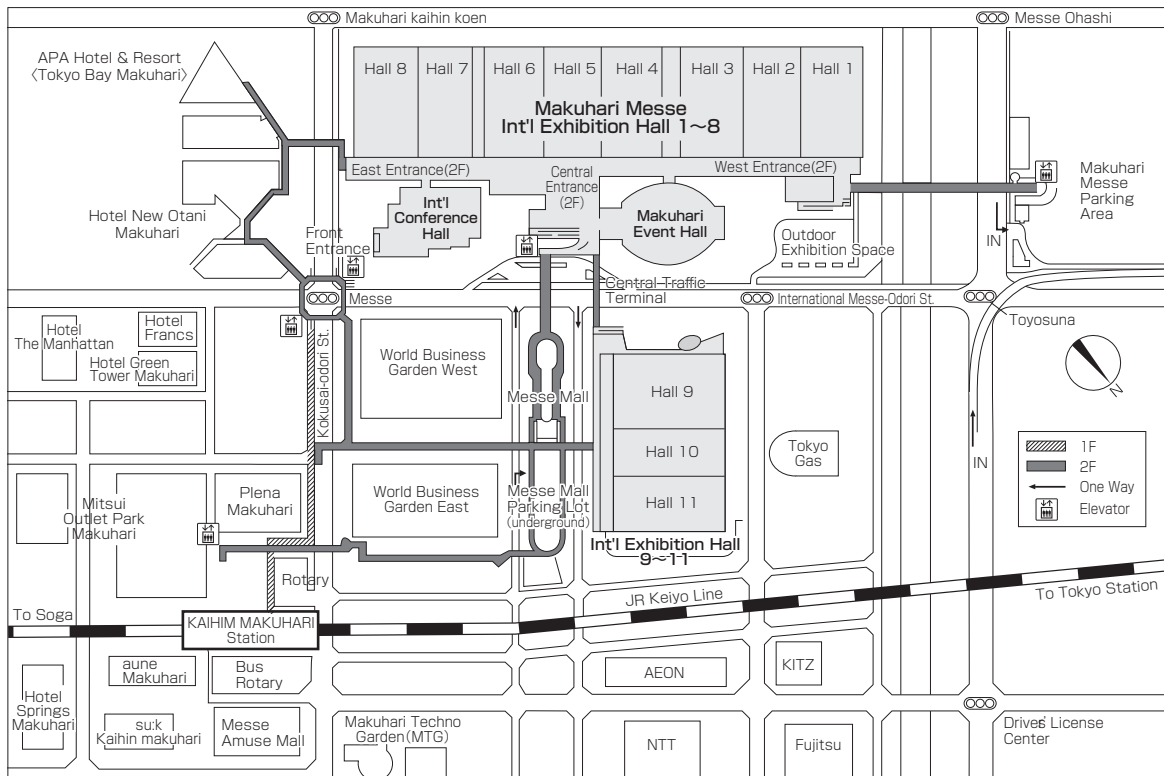 Makuhari kaihin koen
Messe Ohashi
APA Hotel & Resort
〈Tokyo Bay Makuhari〉
Hall 8
Hall 7
Hall 6
Hall 5
Hall 4
Hall 3
Hall 2
Hall 1
Makuhari Messe
Int'l Exhibition Hall 1〜8
East Entrance(2F)
Central
Entrance
(2F)
West Entrance(2F)
Makuhari
Messe
Parking
Area
Int'l
Conference
Hall
Makuhari
Event Hall
Hotel New Otani
Makuhari
Front
Entrance
Outdoor
Exhibition Space
IN
Central Traffic
Terminal
Messe
International Messe-Odori St.
Toyosuna
Hotel
The Manhattan
Hotel
Francs
Hotel Green
Tower Makuhari
Kokusai-odori St.
World Business
Garden West
Messe Mall
Hall 9
Hall 10
Hall 11
Tokyo
Gas
N
IN
1F
2F
One Way
Elevator
Mitsui
Outlet Park
Makuhari
Plena
Makuhari
World Business
Garden East
Messe Mall
Parking Lot
(underground)
Int'l Exhibition Hall
9〜11
Rotary
To Soga
KAIHIM MAKUHARI
Station
JR Keiyo Line
To Tokyo Station
aune
Makuhari
Bus
Rotary
AEON
KITZ
Hotel
Springs
Makuhari
su:k
Kaihin makuhari
Messe
Amuse Mall
Makuhari Techno
Garden(MTG)
NTT
Fujitsu
Driver's License
Center